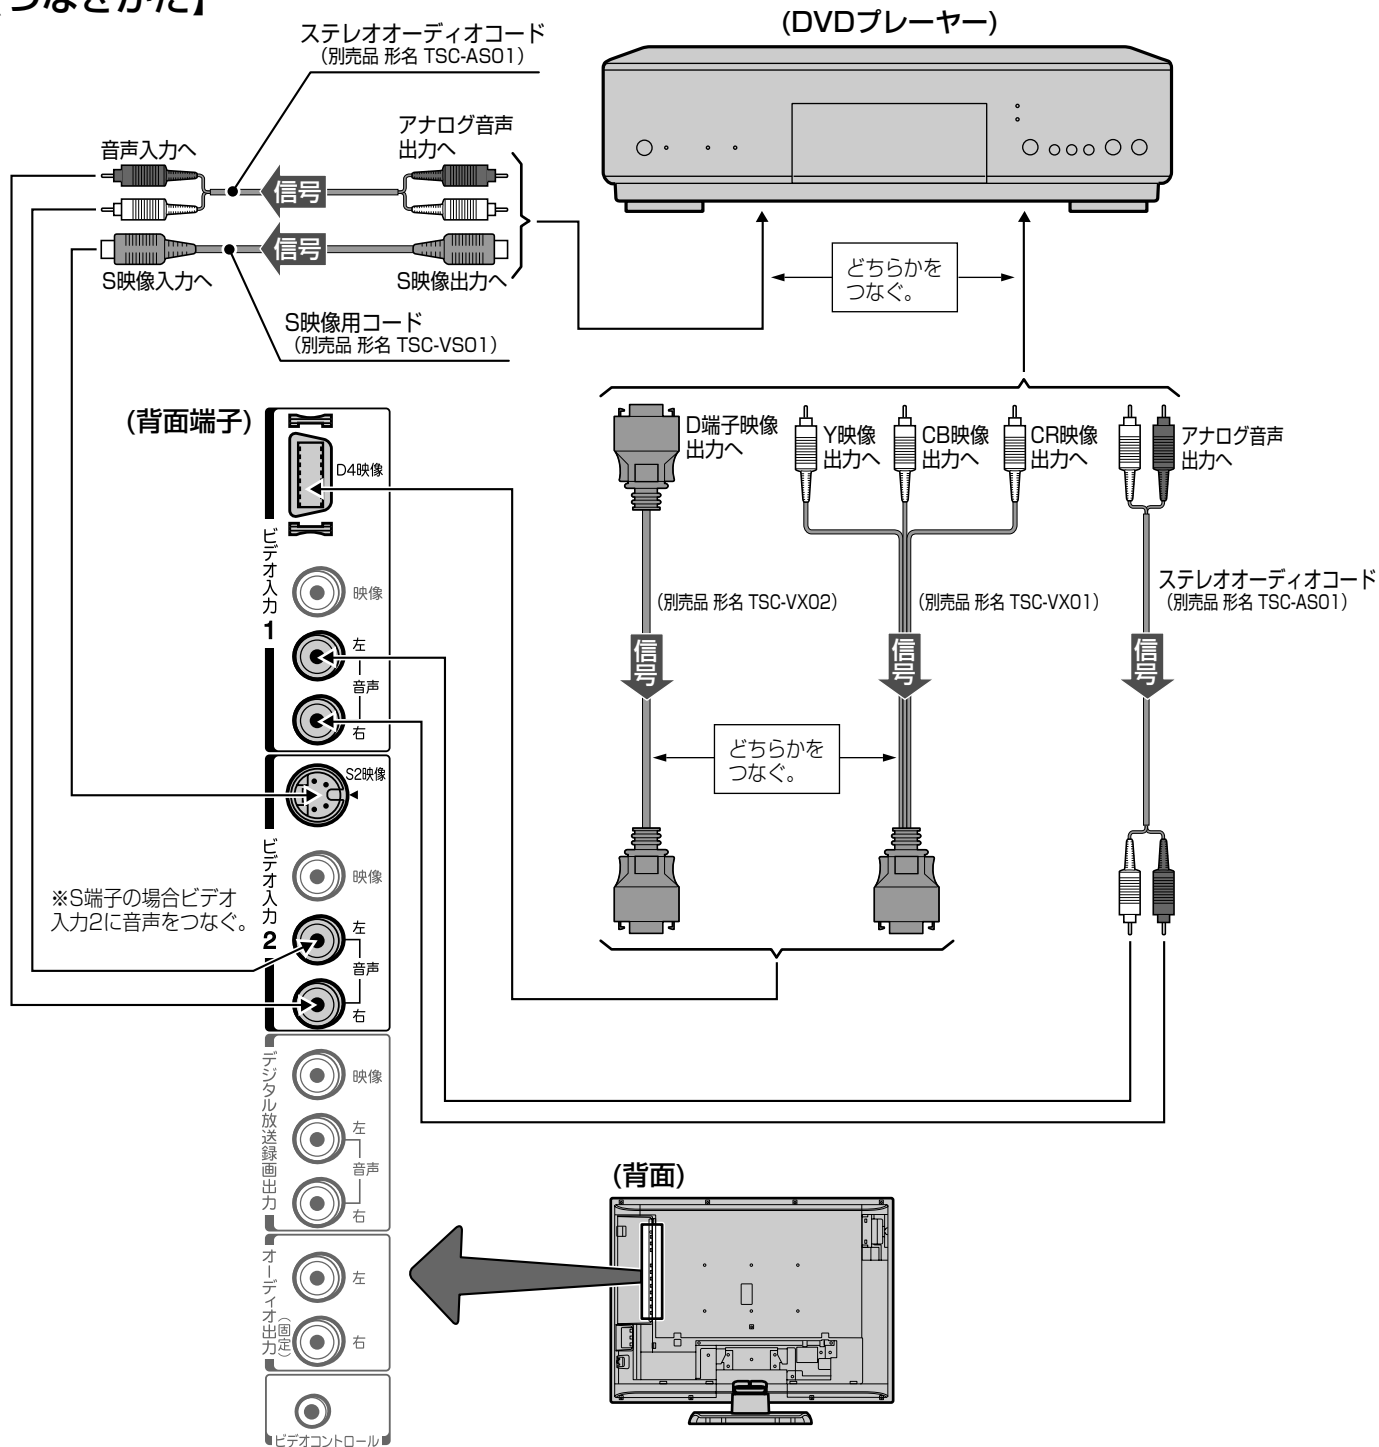 【つなぎかた】
(DVDプレーヤー)
ステレオオーディオコード
(別売品 形名 TSC-AS01)
アナログ音声
出力へ
音声入力へ
信号
信号
S映像入力へ
S映像出力へ
どちらかを
つなぐ。
S映像用コード
(別売品 形名 TSC-VS01)
(背面端子)
D4映像
ビデオ入力1
映像
左
音声
右
S2映像
ビデオ入力2
映像
左
音声
右
※S端子の場合ビデオ
入力2に音声をつなぐ。
デジタル放送録画出力
映像
左
音声
右
オーディオ出力(固定)
左
右
ビデオコントロール
D端子映像
出力へ
Y映像
出力へ
CB映像
出力へ
CR映像
出力へ
アナログ音声
出力へ
(別売品 形名 TSC-VX02)
(別売品 形名 TSC-VX01)
ステレオオーディオコード
(別売品 形名 TSC-AS01)
信号
信号
信号
どちらかを
つなぐ。
(背面)